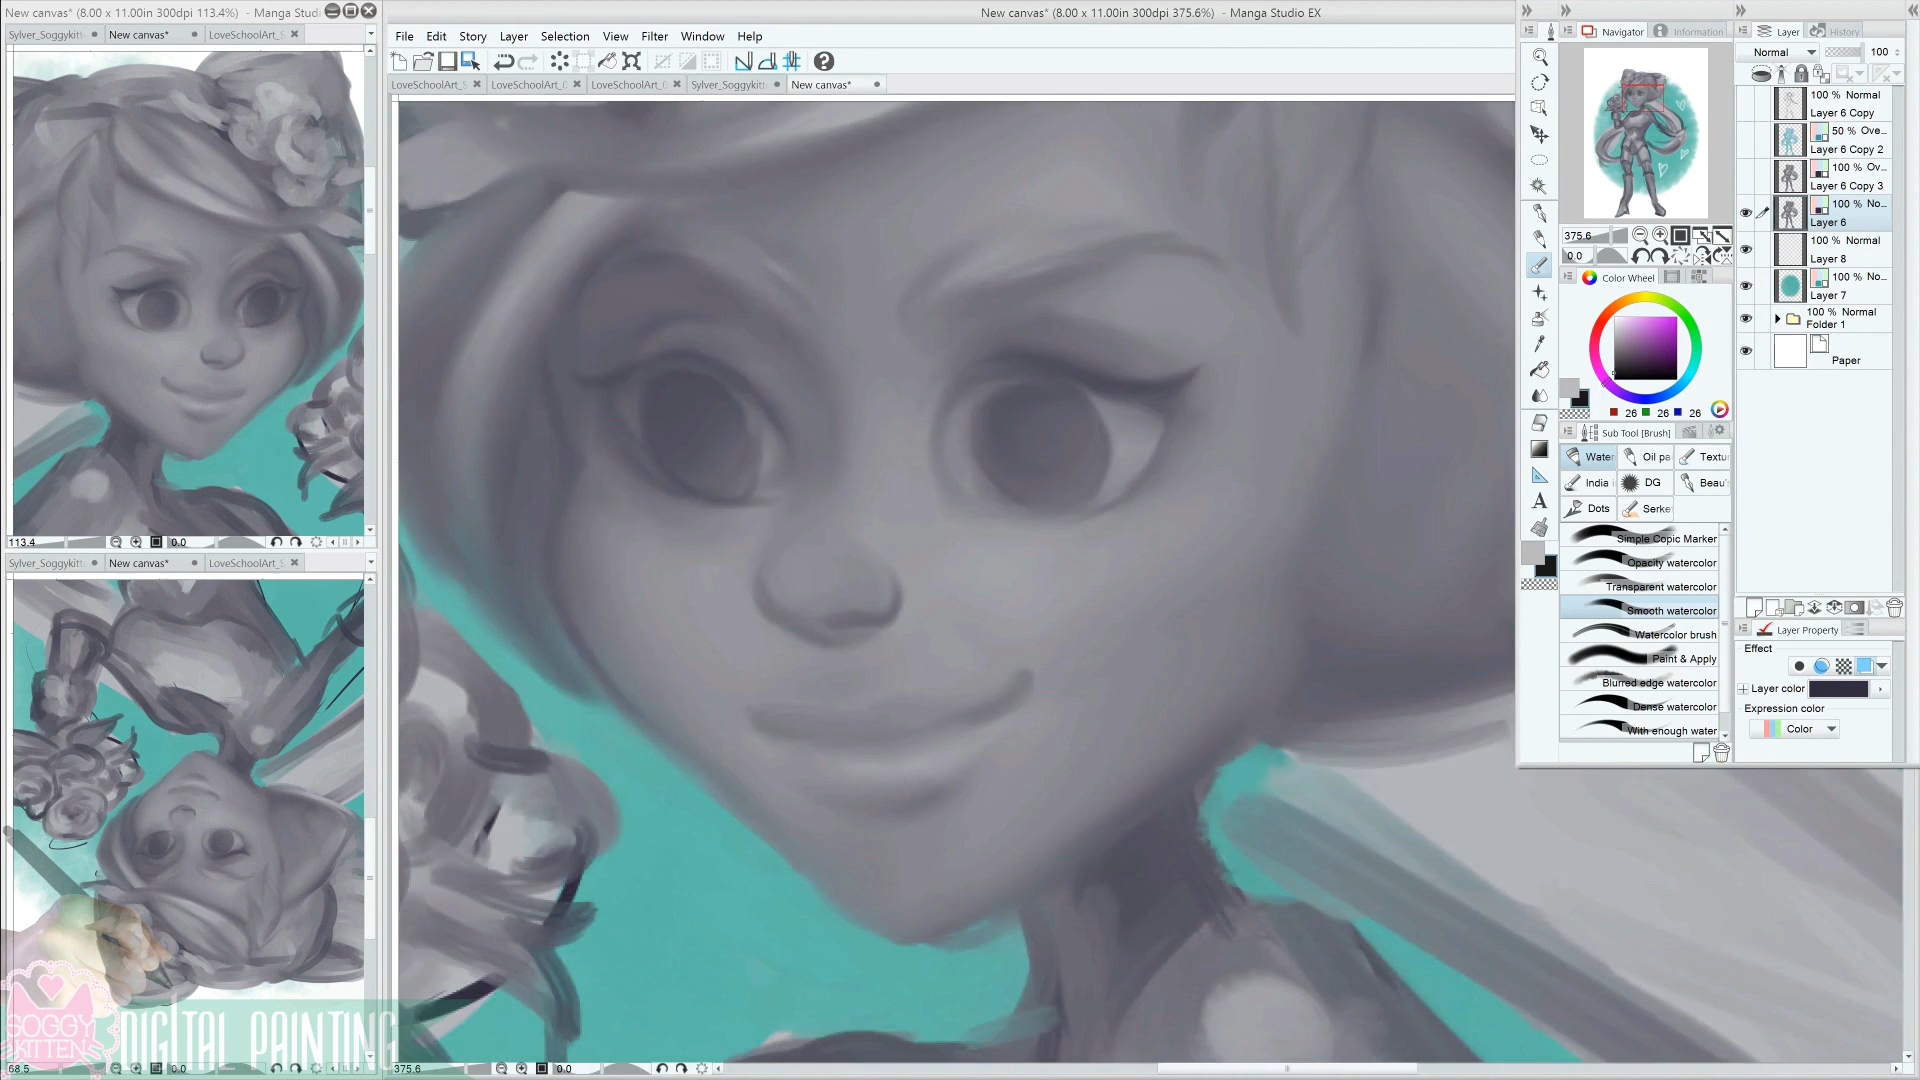 New canvas* (8.00 x 11.00in 300dpi 113.4%) - Manga Studi
New canvas* (8.00 x 11.00in 300dpi 375.6%) - Manga Studio EX
Sylver_Soggykitt
New canvas*
LoveSchoolArt_S
File Edit Story Layer Selection View Filter Window Help
LoveSchoolArt_S
LoveSchoolArt_(
LoveSchoolArt_(
Sylver_Soggykitt
New canvas*
113.4
0.0
Sylver_Soggykitt
New canvas*
LoveSchoolArt_S
68.5
0.0
375.6
0.0
SOGGY
KITTEN
DIGITAL PAINTING
Navigator
Information
375.6
0.0
Color Wheel
26 26 26
Sub Tool [Brush]
Water
Oil pa
Textu
India i
DG
Beau's
Dots
Serke
Simple Copic Marker
Opacity watercolor
Transparent watercolor
Smooth watercolor
Watercolor brush
Paint & Apply
Blurred edge watercolor
Dense watercolor
With enough water
Layer
History
Normal
100
100 % Normal
Layer 6 Copy
50 % Ove...
Layer 6 Copy 2
100 % Ov...
Layer 6 Copy 3
100 % No...
Layer 6
100 % Normal
Layer 8
100 % No...
Layer 7
100 % Normal
Folder 1
Paper
Layer Property
Effect
Layer color
Expression color
Color